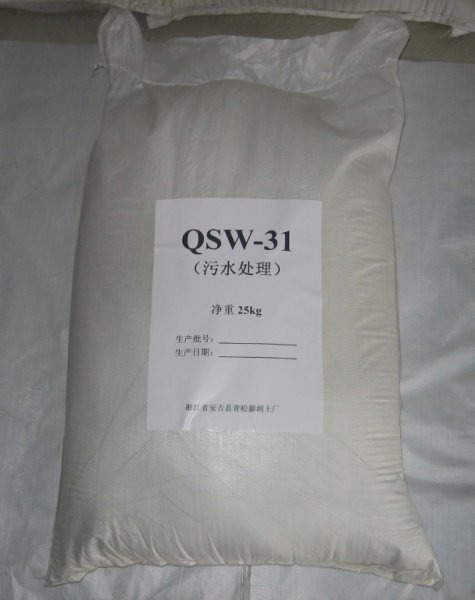 QSW-31
（污水处理）
净重 25kg
生产批号：
生产日期：
浙江省安吉县青松膨润土厂